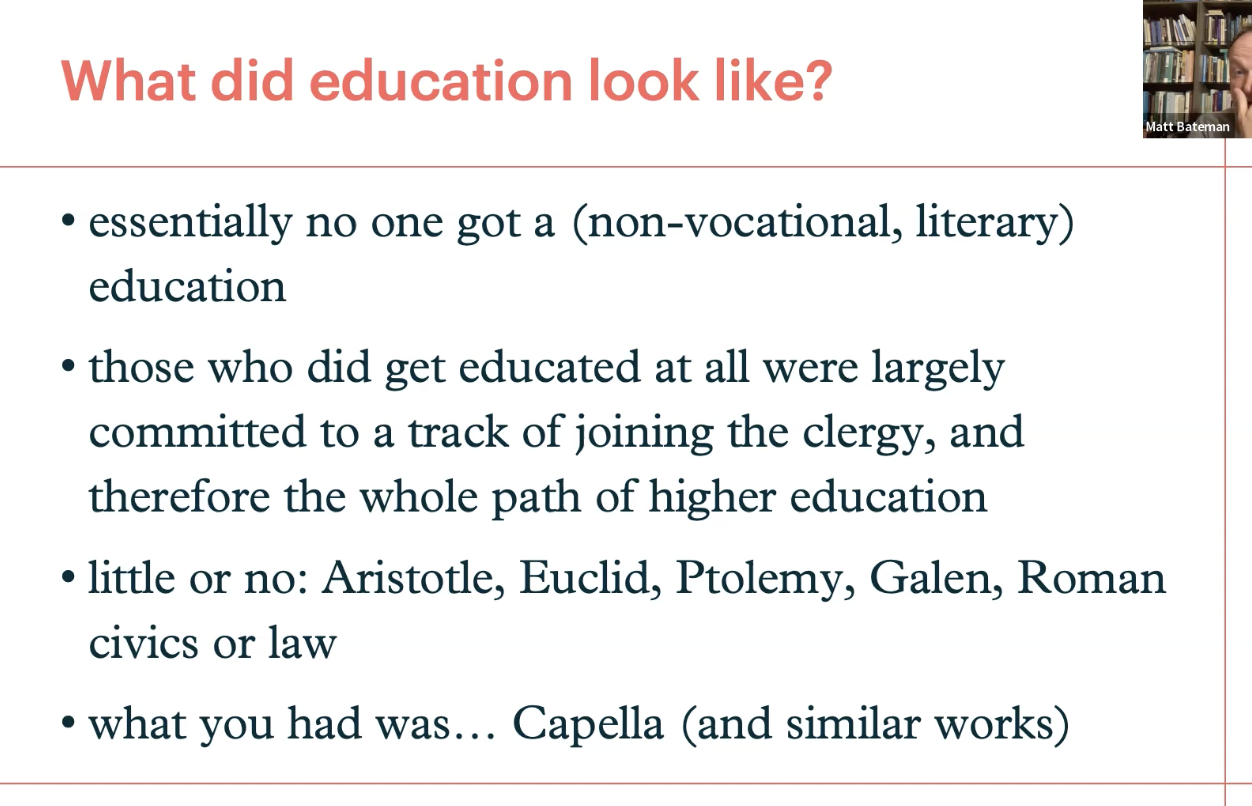 What did education look like?
Matt Bateman
• essentially no one got a (non-vocational, literary)
education
• those who did get educated at all were largely
committed to a track of joining the clergy, and
therefore the whole path of higher education
• little or no: Aristotle, Euclid, Ptolemy, Galen, Roman
civics or law
• what you had was… Capella (and similar works)